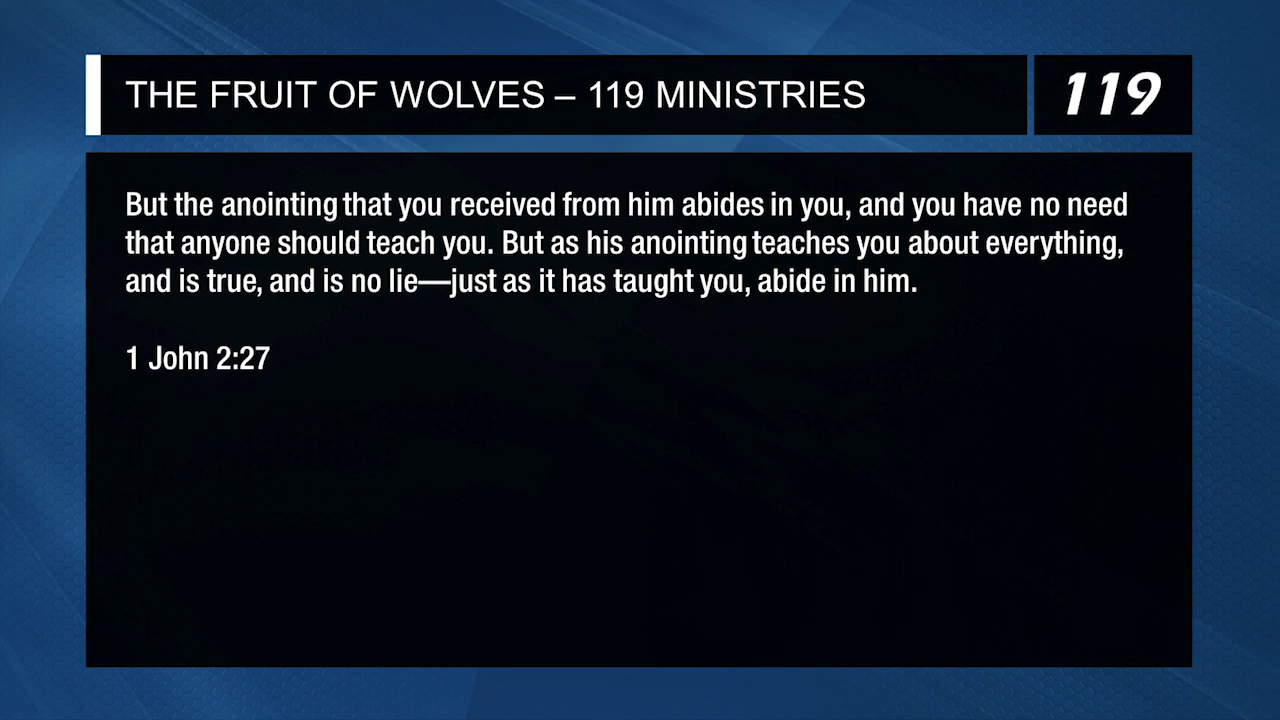 THE FRUIT OF WOLVES – 119 MINISTRIES
119
But the anointing that you received from him abides in you, and you have no need
that anyone should teach you. But as his anointing teaches you about everything,
and is true, and is no lie—just as it has taught you, abide in him.
1 John 2:27